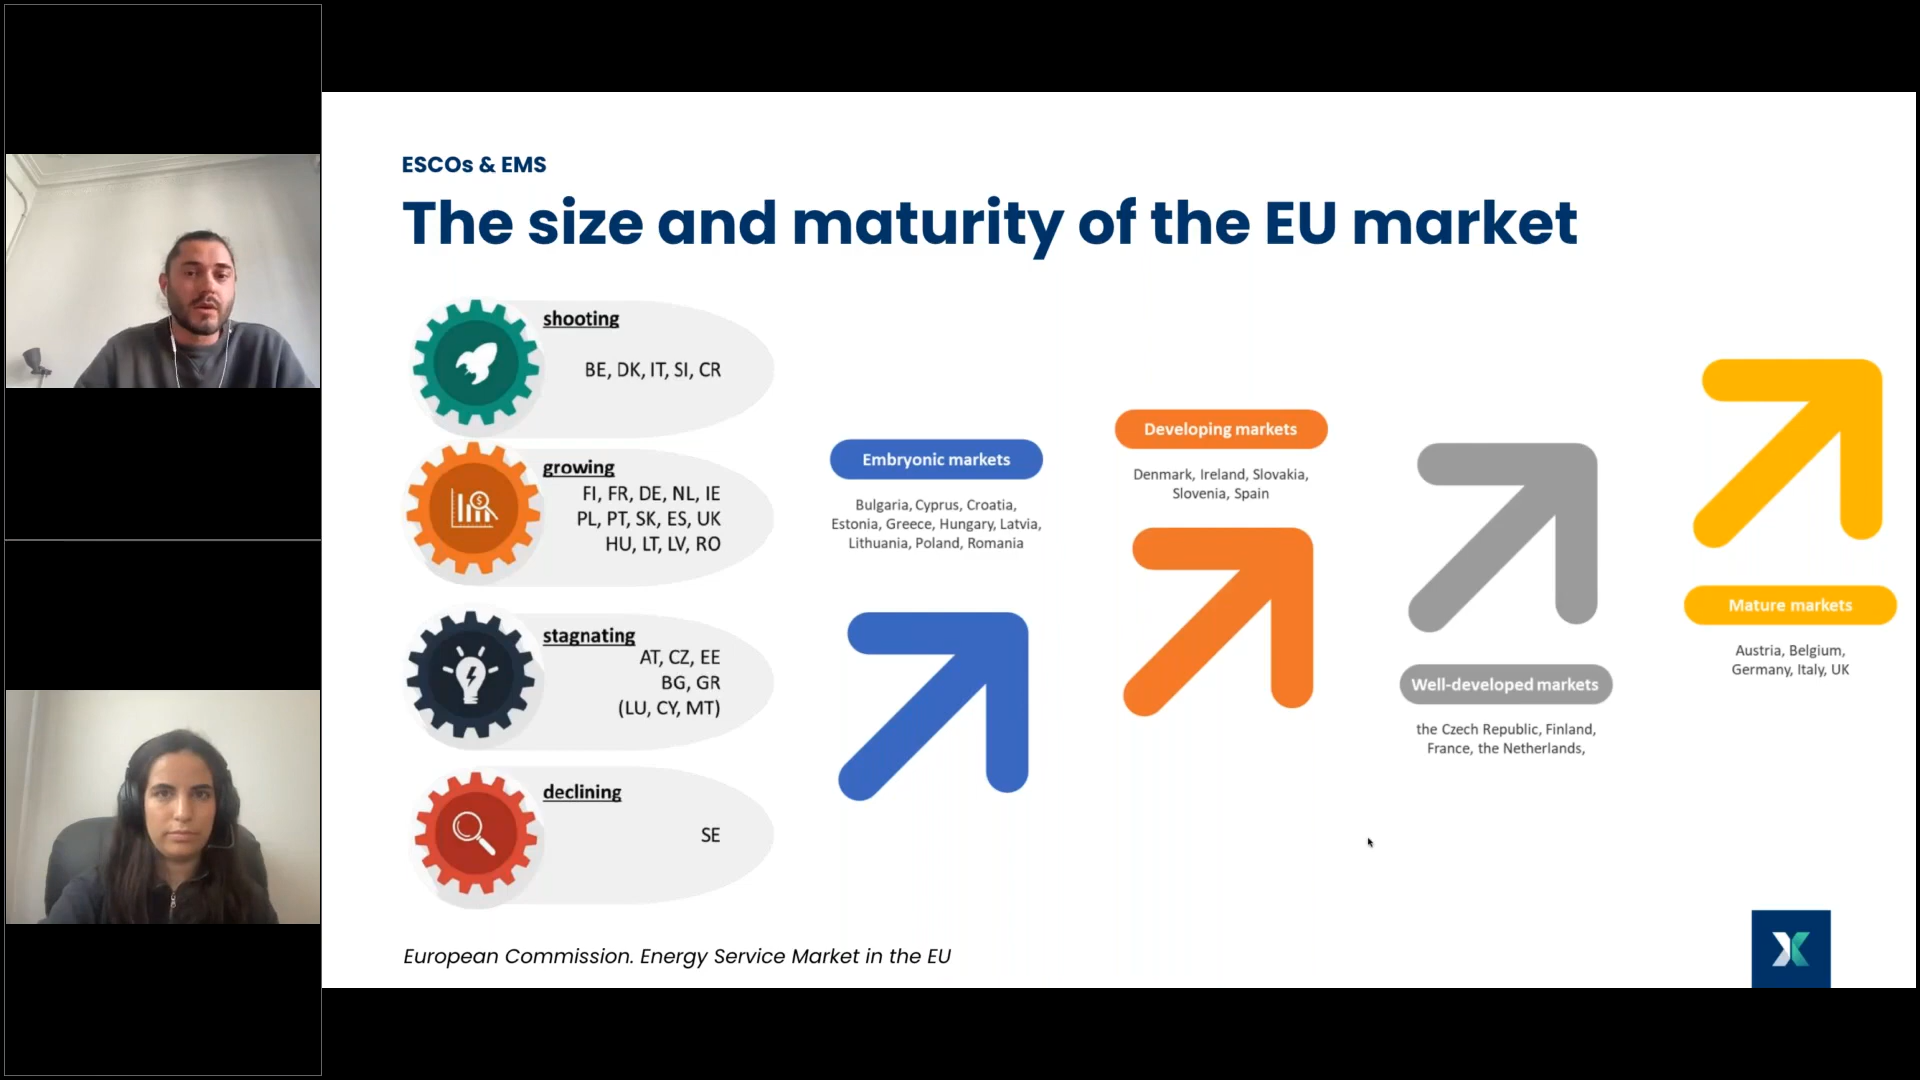 ESCOs & EMS
The size and maturity of the EU market
shooting
BE, DK, IT, SI, CR
growing
FI, FR, DE, NL, IE
PL, PT, SK, ES, UK
HU, LT, LV, RO
stagnating
AT, CZ, EE
BG, GR
(LU, CY, MT)
declining
SE
Embryonic markets
Bulgaria, Cyprus, Croatia,
Estonia, Greece, Hungary, Latvia,
Lithuania, Poland, Romania
Developing markets
Denmark, Ireland, Slovakia,
Slovenia, Spain
Well-developed markets
the Czech Republic, Finland,
France, the Netherlands,
Mature markets
Austria, Belgium,
Germany, Italy, UK
European Commission. Energy Service Market in the EU